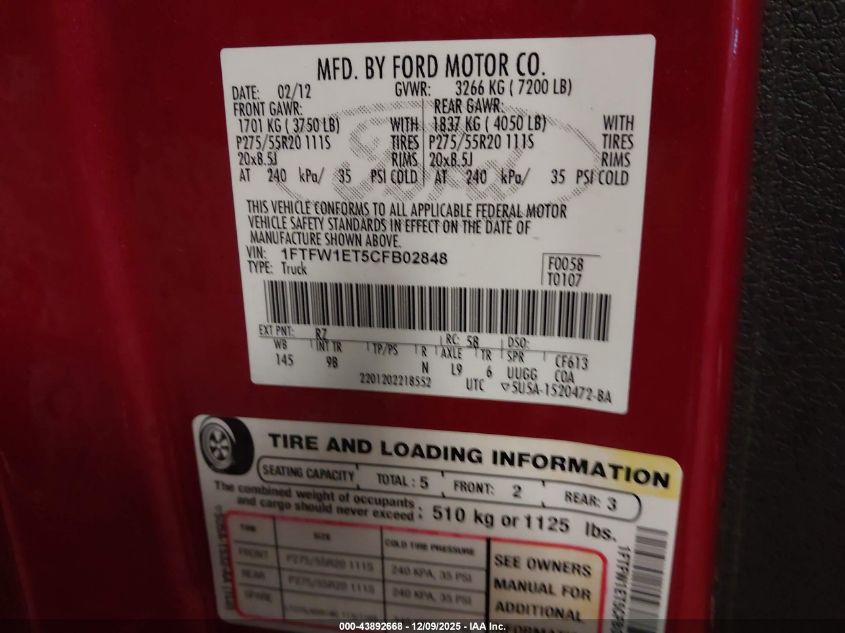 MFD. BY FORD MOTOR CO.
DATE: 02/12 GVWR: 3266 KG ( 7200 LB)
FRONT GAWR: REAR GAWR:
1701 KG ( 3750 LB) WITH 1837 KG ( 4050 LB) WITH
P275/55R20 111S TIRES P275/55R20 111S TIRES
20x8.5J RIMS 20x8.5J RIMS
AT 240 kPa/ 35 PSI COLD AT 240 kPa/ 35 PSI COLD
THIS VEHICLE CONFORMS TO ALL APPLICABLE FEDERAL MOTOR
VEHICLE SAFETY STANDARDS IN EFFECT ON THE DATE OF
MANUFACTURE SHOWN ABOVE.
VIN: 1FTFW1ET5CFB02848
TYPE: Truck
F0058
T0107
EXT PNT: RZ RC: 58 DSO:
WB INT TR TP/PS R AXLE TR SPR CF613
145 9B N L9 6 UUGG COA
2201202218552 UTC 5U5A-1520472-BA
TIRE AND LOADING INFORMATION
SEATING CAPACITY TOTAL : 5 FRONT: 2 REAR: 3
The combined weight of occupants
and cargo should never exceed : 510 kg or 1125 lbs.
TIRE SIZE COLD TIRE PRESSURE
FRONT P275/55R20 111S 240 KPA, 35 PSI
REAR P275/55R20 111S 240 KPA, 35 PSI
SPARE
SEE OWNERS
MANUAL FOR
ADDITIONAL
000-43892668 - 12/09/2025 - IAA, Inc.